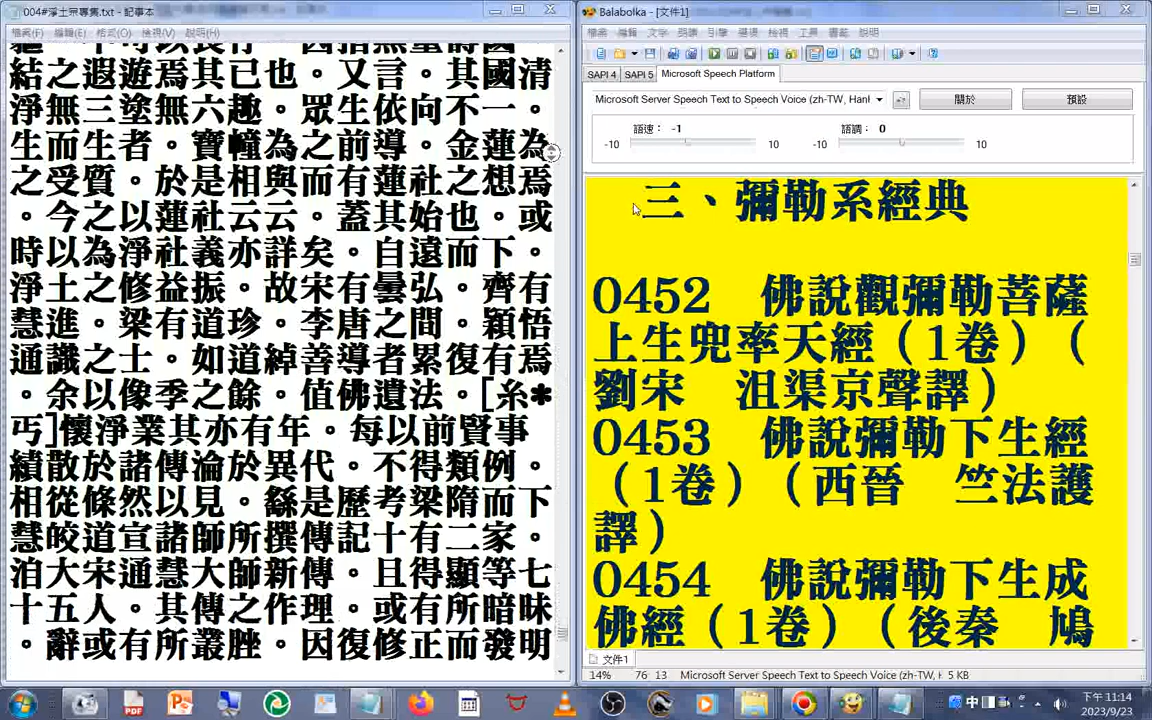 004#淨土宗專集.txt - 記事本
檔案(F) 編輯(E) 格式(O) 檢視(V) 說明(H)
結之遐遊焉其已也。又言。其國清
淨無三塗無六趣。眾生依向不一。
生而生者。寶幢為之前導。金蓮為
之受質。於是相與而有蓮社之想焉
。今之以蓮社云云。蓋其始也。或
時以為淨社義亦詳矣。自遠而下。
淨土之修益振。故宋有曇弘。齊有
慧進。梁有道珍。李唐之間。穎悟
通識之士。如道綽善導者累復有焉
。余以像季之餘。值佛遺法。[糸*
丐]懷淨業其亦有年。每以前賢事
績散於諸傳淪於異代。不得類例。
相從倏然以見。繇是歷考梁隋而下
慧皎道宣諸師所撰傳記十有二家。
洎大宋通慧大師新傳。且得顯等七
十五人。其傳之作理。或有所暗昧
。辭或有所叢脞。因復修正而發明
Balabolka - [文件1]
檔案 編輯 文字 朗讀 引擎 選項 檢視 工具 書籤 說明
SAPI 4 SAPI 5 Microsoft Speech Platform
Microsoft Server Speech Text to Speech Voice (zh-TW, Hanl
關於 預設
語速： -1 語調： 0
-10 10 -10 10
三、彌勒系經典
0452　佛說觀彌勒菩薩
上生兜率天經（1卷）（
劉宋　沮渠京聲譯）
0453　佛說彌勒下生經
（1卷）（西晉　竺法護
譯）
0454　佛說彌勒下生成
佛經（1卷）（後秦　鳩
文件1
14% 76 13 Microsoft Server Speech Text to Speech Voice (zh-TW, H 5 KB
中
下午 11:14
2023/9/23